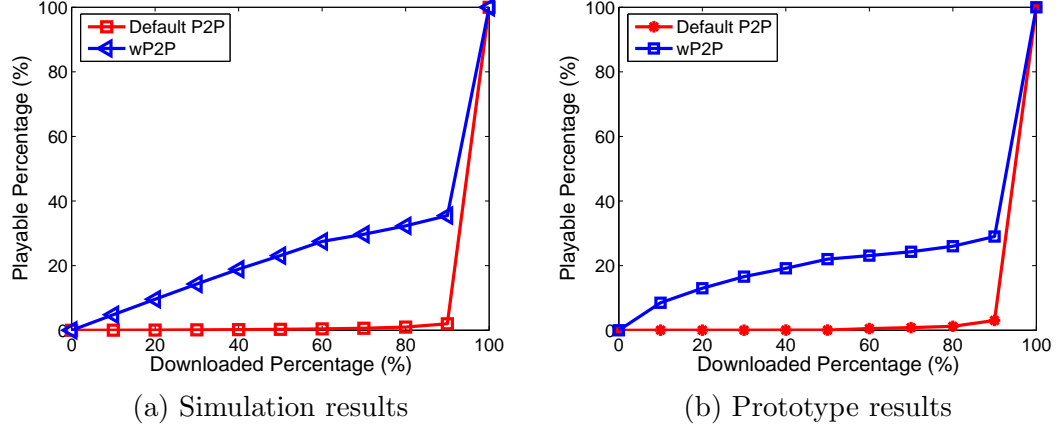 Default P2P
wP2P
Playable Percentage (%)
100
80
60
40
20
0
0 20 40 60 80 100
Downloaded Percentage (%)
(a) Simulation results
Default P2P
wP2P
Playable Percentage (%)
100
80
60
40
20
0
0 20 40 60 80 100
Downloaded Percentage (%)
(b) Prototype results